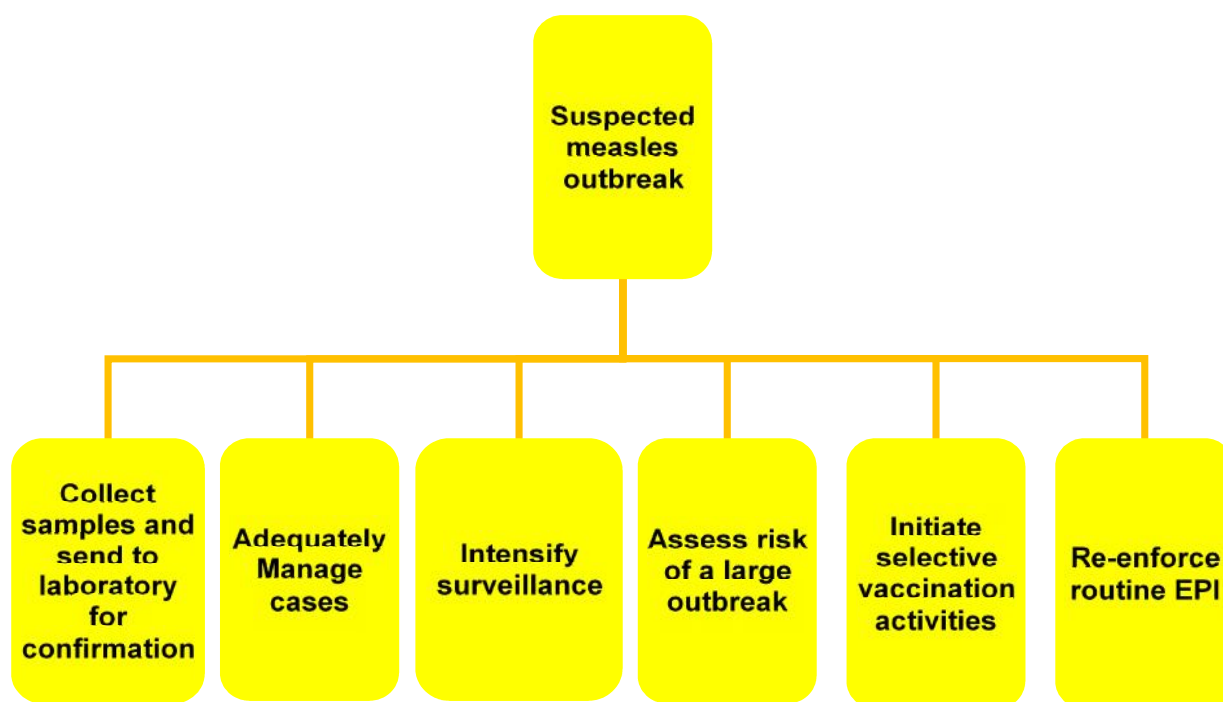 Suspected
measles
outbreak
Collect
samples and
send to
laboratory
for
confirmation
Adequately
Manage
cases
Intensify
surveillance
Assess risk
of a large
outbreak
Initiate
selective
vaccination
activities
Re-enforce
routine EPI